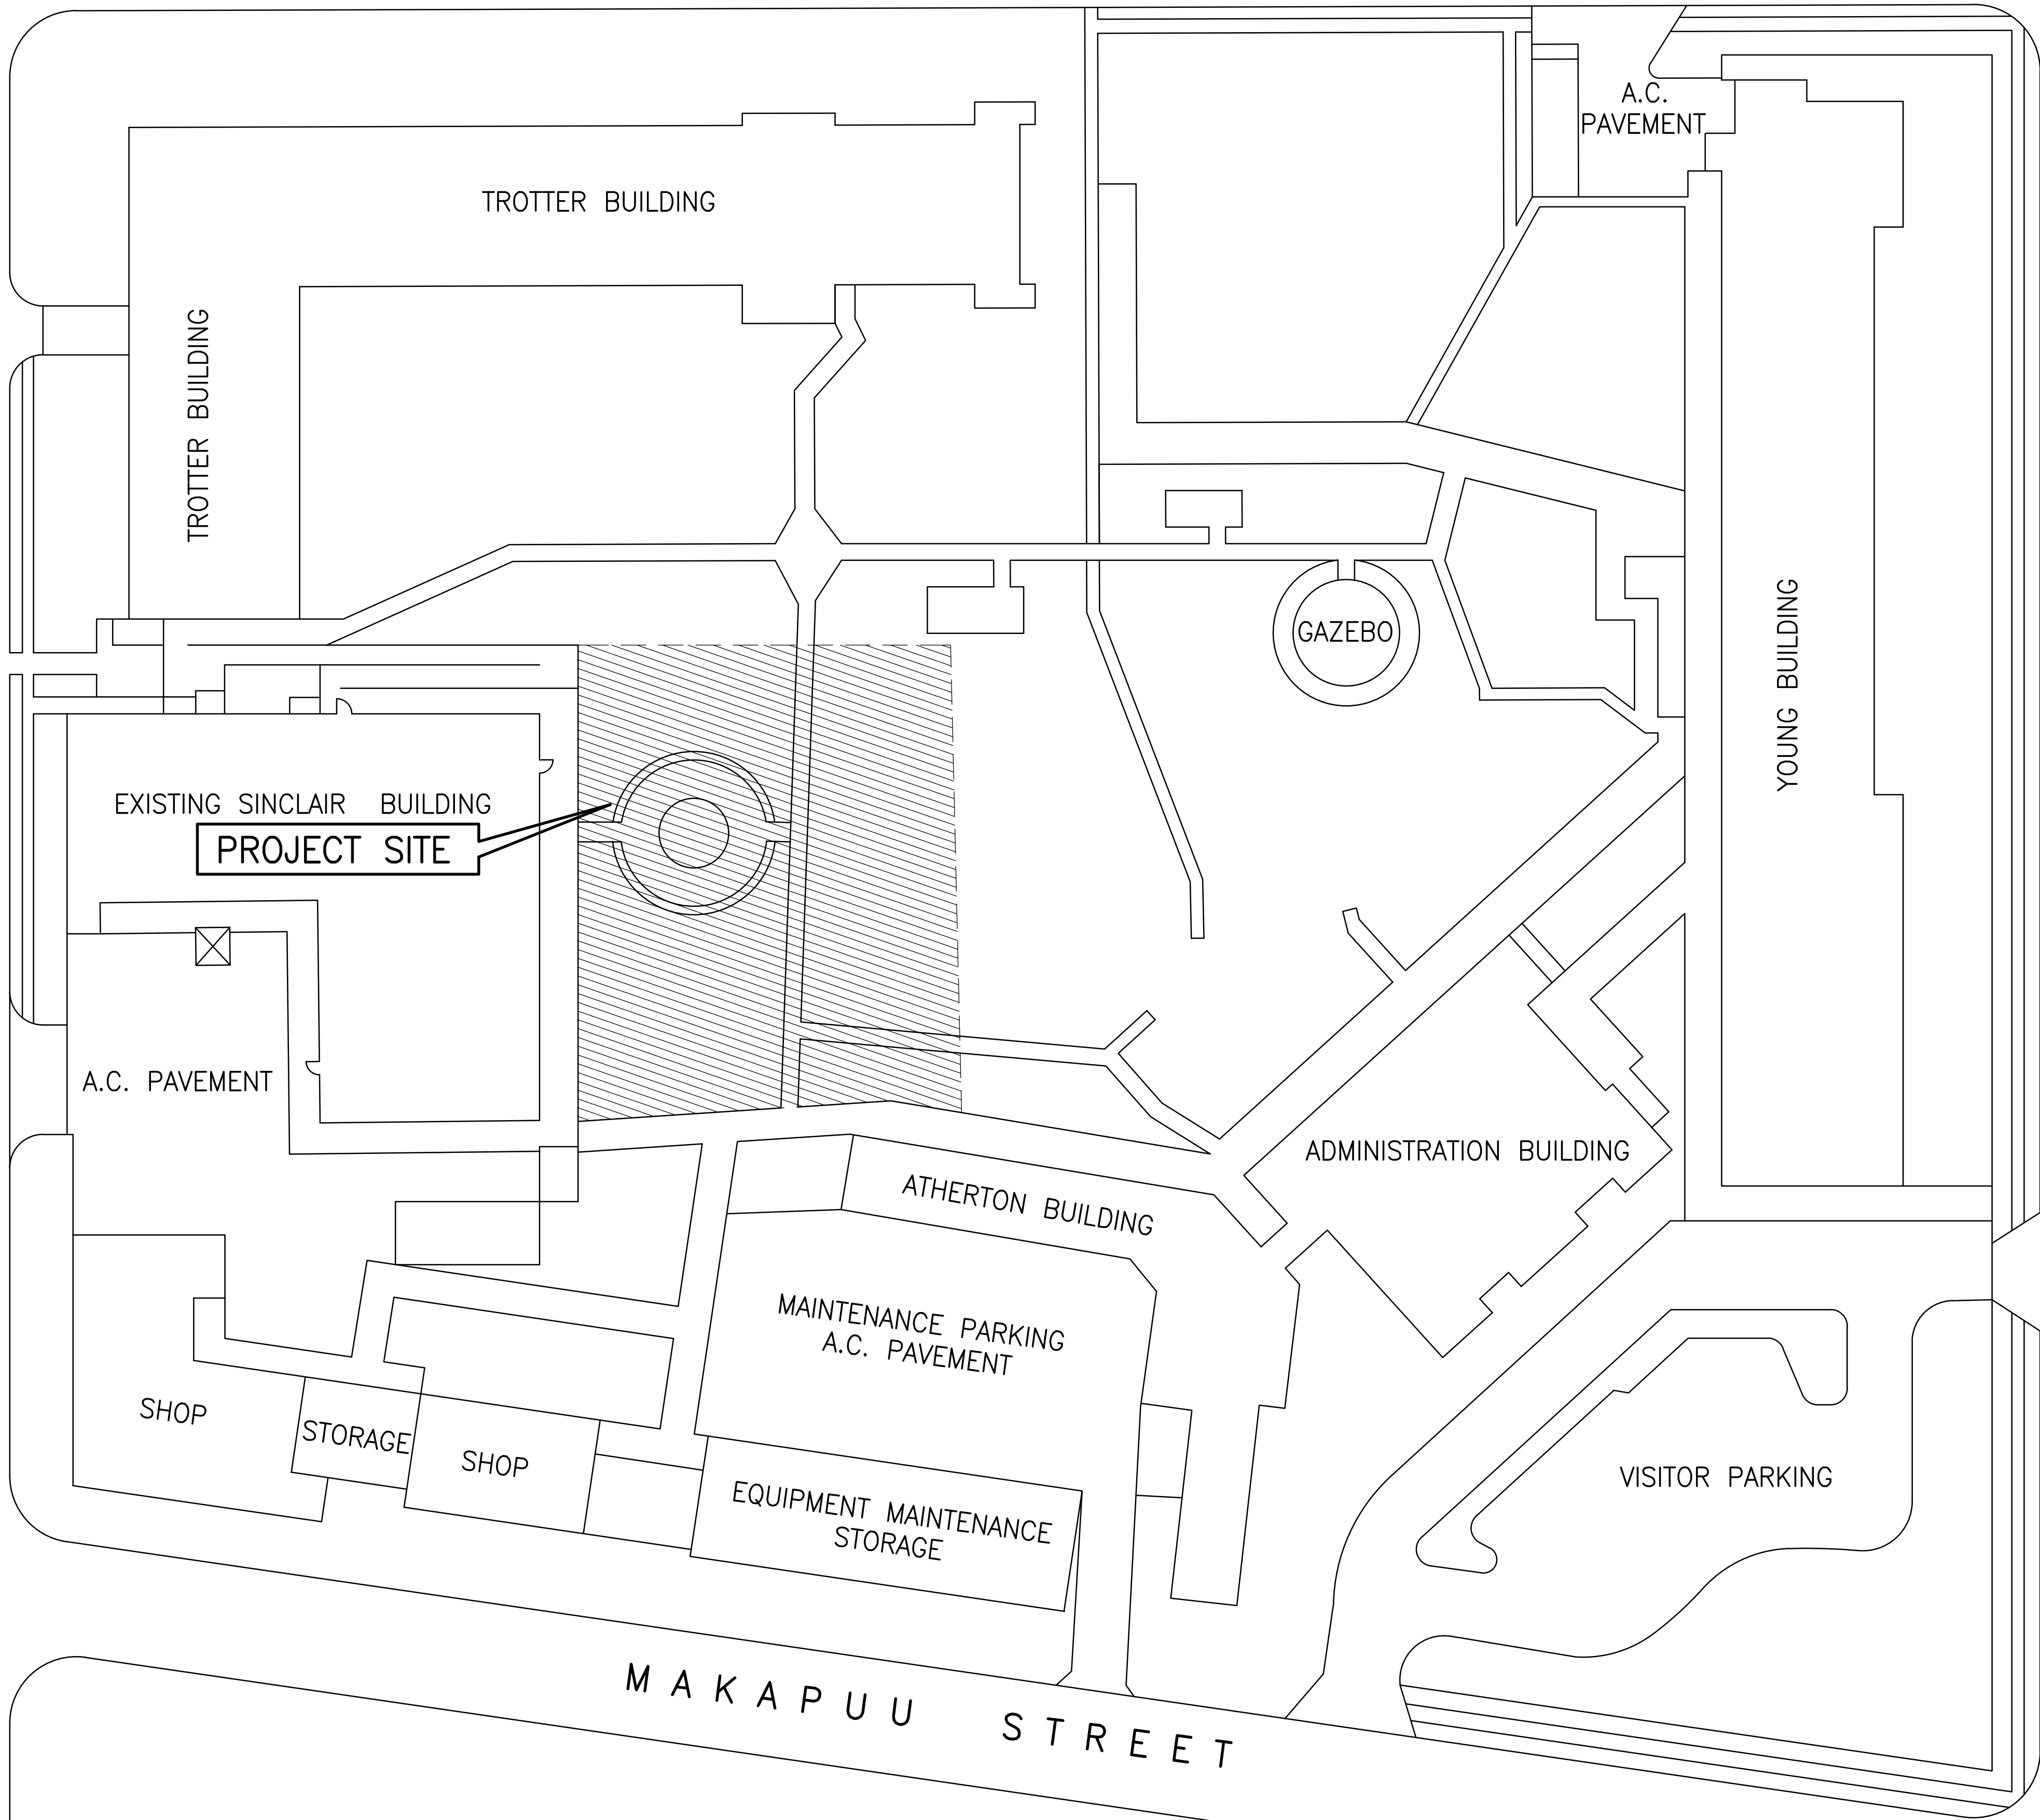 A.C.
PAVEMENT
TROTTER BUILDING
TROTTER BUILDING
GAZEBO
YOUNG BUILDING
EXISTING SINCLAIR BUILDING
PROJECT SITE
A.C. PAVEMENT
ADMINISTRATION BUILDING
ATHERTON BUILDING
MAINTENANCE PARKING
A.C. PAVEMENT
SHOP
STORAGE
SHOP
VISITOR PARKING
EQUIPMENT MAINTENANCE
STORAGE
MAKAPUU STREET